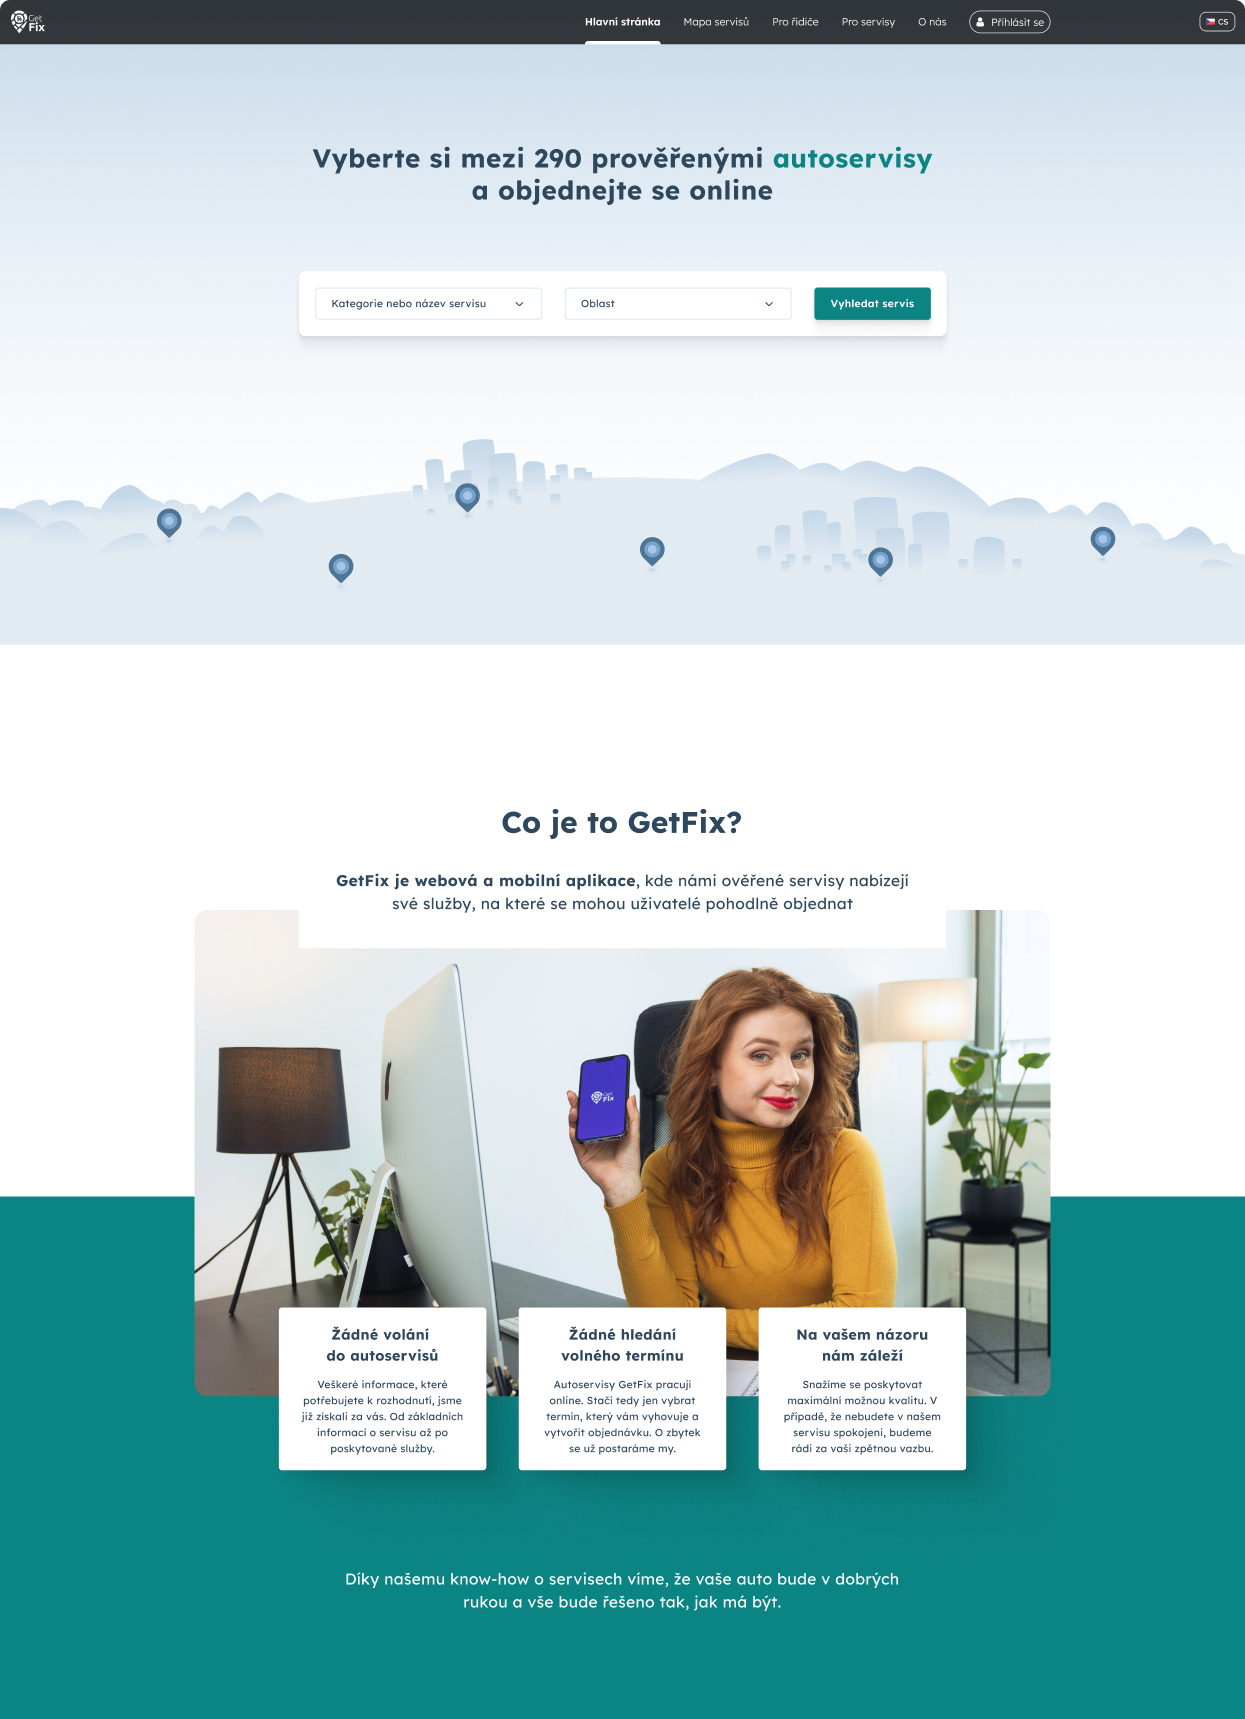 Get
Fix
Hlavní stránka
Mapa servisů
Pro řidiče
Pro servisy
O nás
Přihlásit se
CS
Vyberte si mezi 290 prověřenými autoservisy
a objednejte se online
Kategorie nebo název servisu
Oblast
Vyhledat servis
Co je to GetFix?
GetFix je webová a mobilní aplikace, kde námi ověřené servisy nabízejí
své služby, na které se mohou uživatelé pohodlně objednat
Get
Fix
Žádné volání
do autoservisů
Veškeré informace, které
potřebujete k rozhodnutí, jsme
již získali za vás. Od základních
informací o servisu až po
poskytované služby.
Žádné hledání
volného termínu
Autoservisy GetFix pracují
online. Stačí tedy jen vybrat
termín, který vám vyhovuje a
vytvořit objednávku. O zbytek
se už postaráme my.
Na vašem názoru
nám záleží
Snažíme se poskytovat
maximální možnou kvalitu. V
případě, že nebudete v našem
servisu spokojeni, budeme
rádi za vaši zpětnou vazbu.
Díky našemu know-how o servisech víme, že vaše auto bude v dobrých
rukou a vše bude řešeno tak, jak má být.